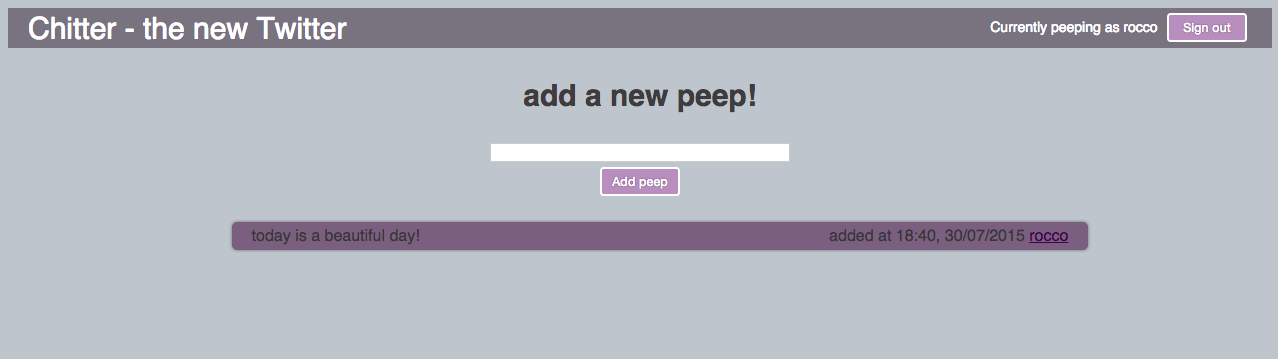 Chitter - the new Twitter
Currently peeping as rocco Sign out
add a new peep!
Add peep
today is a beautiful day! added at 18:40, 30/07/2015 rocco